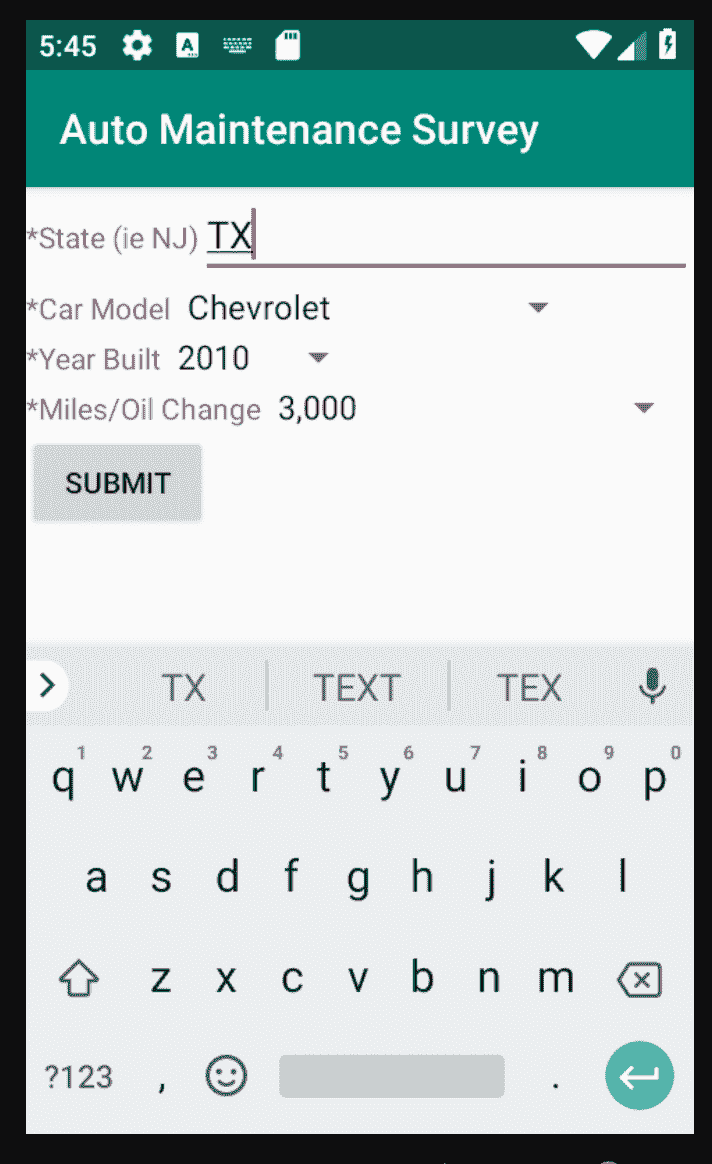 5:45
Auto Maintenance Survey
*State (ie NJ) TX
*Car Model Chevrolet
*Year Built 2010
*Miles/Oil Change 3,000
SUBMIT
TX TEXT TEX
1 2 3 4 5 6 7 8 9 0
q w e r t y u i o p
a s d f g h j k l
z x c v b n m
?123 , .